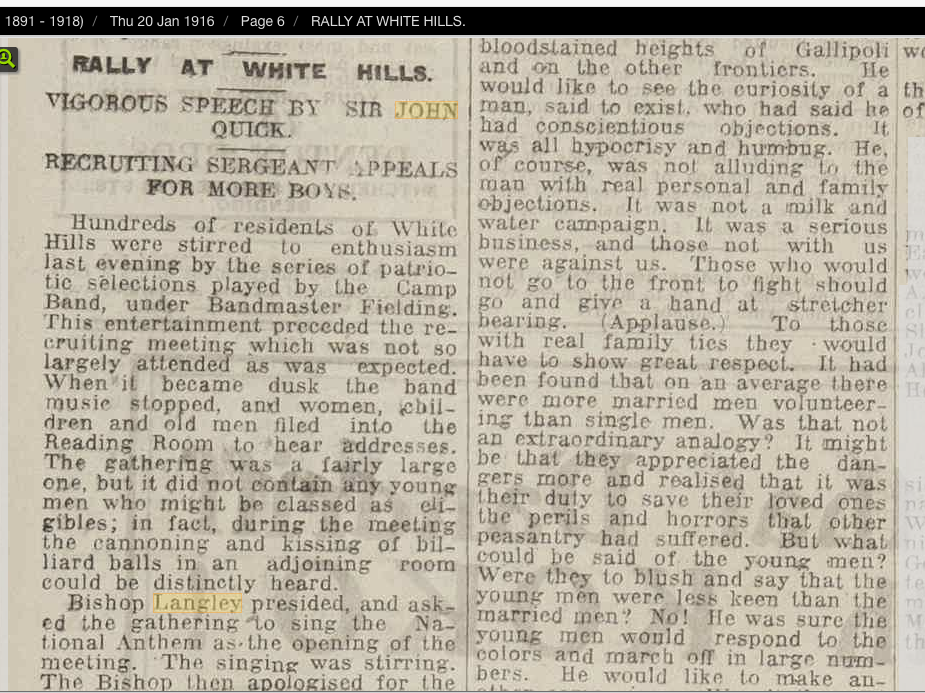 1891 - 1918) / Thu 20 Jan 1916 / Page 6 / RALLY AT WHITE HILLS.
RALLY AT WHITE HILLS.
VIGOROUS SPEECH BY SIR JOHN
QUICK.
RECRUITING SERGEANT APPEALS
FOR MORE BOYS.
Hundreds of residents of White
Hills were stirred to enthusiasm
last evening by the series of patrio-
tic selections played by the Camp
Band, under Bandmaster Fielding.
This entertainment preceded the re-
cruiting meeting which was not so
largely attended as was expected.
When it became dusk the band
music stopped, and women, chil-
dren and old men filed into the
Reading Room to hear addresses.
The gathering was a fairly large
one, but it did not contain any young
men who might be classed as eli-
gibles; in fact, during the meeting
the cannoning and kissing of bil-
liard balls in an adjoining room
could be distinctly heard.
Bishop Langley presided, and ask-
ed the gathering to sing the Na-
tional Anthem as the opening of the
meeting. The singing was stirring.
The Bishop then apologised for the
bloodstained heights of Gallipoli
and on the other frontiers. He
would like to see the curiosity of a
man, said to exist, who had said he
had conscientious objections. It
was all hypocrisy and humbug. He,
of course, was not alluding to the
man with real personal and family
objections. It was not a milk and
water campaign. It was a serious
business, and those not with us
were against us. Those who would
not go to the front to fight should
go and give a hand at stretcher
bearing. (Applause.) To those
with real family ties they would
have to show great respect. It had
been found that on an average there
were more married men volunteer-
ing than single men. Was that not
an extraordinary analogy? It might
be that they appreciated the dan-
gers more and realised that it was
their duty to save their loved ones
the perils and horrors that other
peasantry had suffered. But what
could be said of the young men?
Were they to blush and say that the
young men were less keen than the
married men? No! He was sure the
young men would respond to the
colors and march off in large num-
bers. He would like to make an-